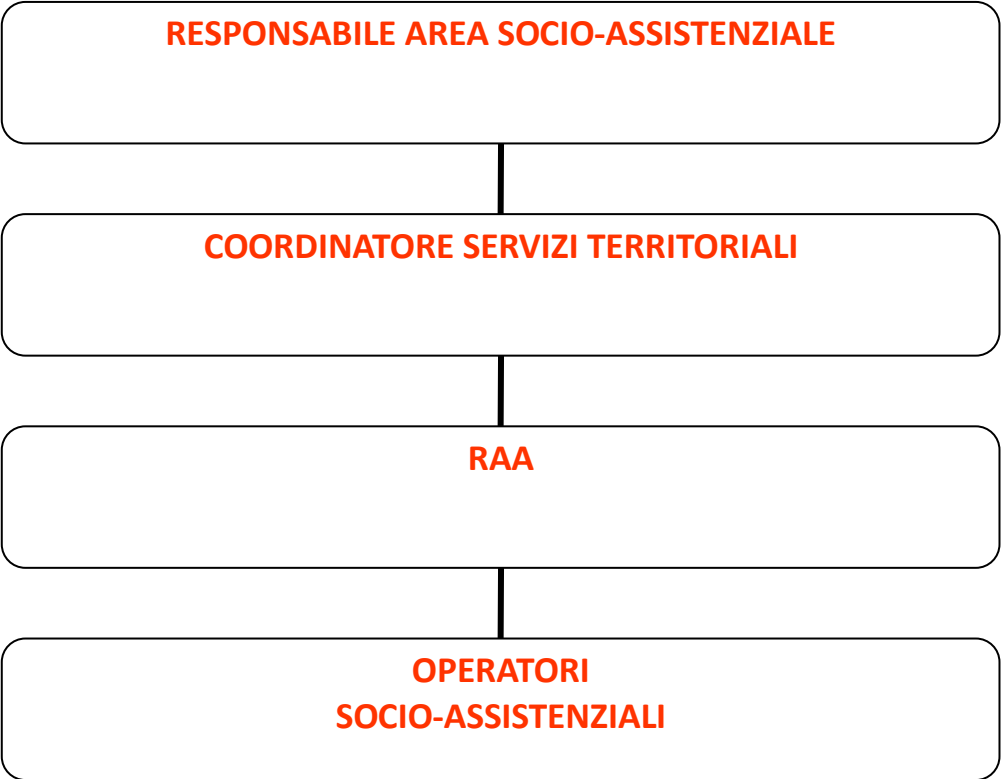 RESPONSABILE AREA SOCIO-ASSISTENZIALE
COORDINATORE SERVIZI TERRITORIALI
RAA
OPERATORI
SOCIO-ASSISTENZIALI